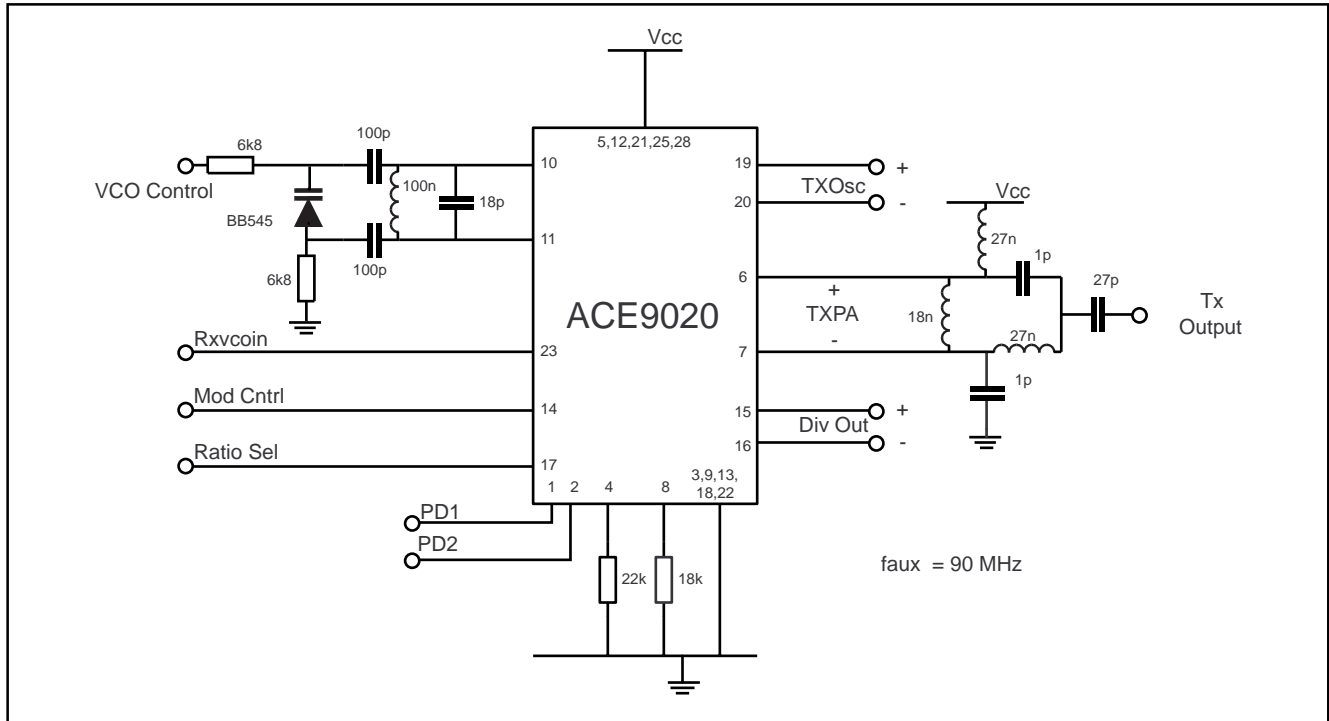 Vcc
5,12,21,25,28
6k8
100p
10
19
+
VCO Control
100n
18p
TXOsc
20
-
Vcc
BB545
11
27n
6k8
100p
6
1p
27p
ACE9020
+
TXPA
-
18n
Tx
Output
27n
Rxvcoin
23
7
1p
Mod Cntrl
14
15
+
Div Out
16
-
Ratio Sel
17
3,9,13,
18,22
1
2
4
8
PD1
PD2
22k
18k
faux = 90 MHz